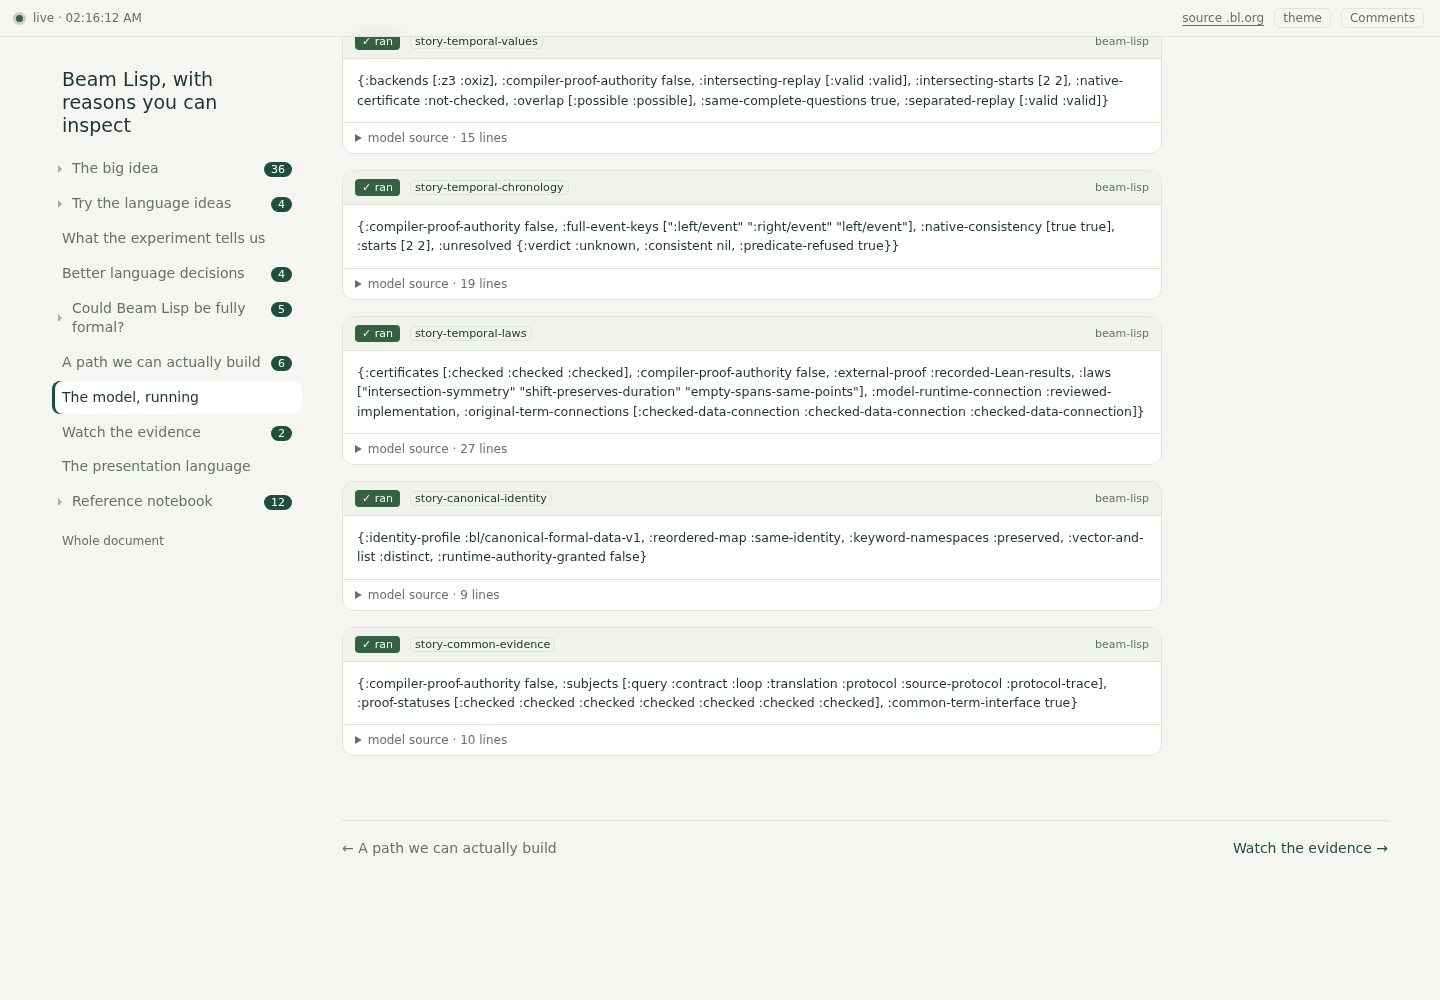 live · 02:16:12 AM
source .bl.org
theme
Comments
Beam Lisp, with
reasons you can
inspect
The big idea 36
Try the language ideas 4
What the experiment tells us
Better language decisions 4
Could Beam Lisp be fully 5
formal?
A path we can actually build 6
The model, running
Watch the evidence 2
The presentation language
Reference notebook 12
Whole document
✓ ran story-temporal-values beam-lisp
{:backends [:z3 :oxiz], :compiler-proof-authority false, :intersecting-replay [:valid :valid], :intersecting-starts [2 2], :native-
certificate :not-checked, :overlap [:possible :possible], :same-complete-questions true, :separated-replay [:valid :valid]}
▶ model source · 15 lines
✓ ran story-temporal-chronology beam-lisp
{:compiler-proof-authority false, :full-event-keys [":left/event" ":right/event" "left/event"], :native-consistency [true true],
:starts [2 2], :unresolved {:verdict :unknown, :consistent nil, :predicate-refused true}}
▶ model source · 19 lines
✓ ran story-temporal-laws beam-lisp
{:certificates [:checked :checked :checked], :compiler-proof-authority false, :external-proof :recorded-Lean-results, :laws
["intersection-symmetry" "shift-preserves-duration" "empty-spans-same-points"], :model-runtime-connection :reviewed-
implementation, :original-term-connections [:checked-data-connection :checked-data-connection :checked-data-connection]}
▶ model source · 27 lines
✓ ran story-canonical-identity beam-lisp
{:identity-profile :bl/canonical-formal-data-v1, :reordered-map :same-identity, :keyword-namespaces :preserved, :vector-and-
list :distinct, :runtime-authority-granted false}
▶ model source · 9 lines
✓ ran story-common-evidence beam-lisp
{:compiler-proof-authority false, :subjects [:query :contract :loop :translation :protocol :source-protocol :protocol-trace],
:proof-statuses [:checked :checked :checked :checked :checked :checked :checked], :common-term-interface true}
▶ model source · 10 lines
← A path we can actually build
Watch the evidence →